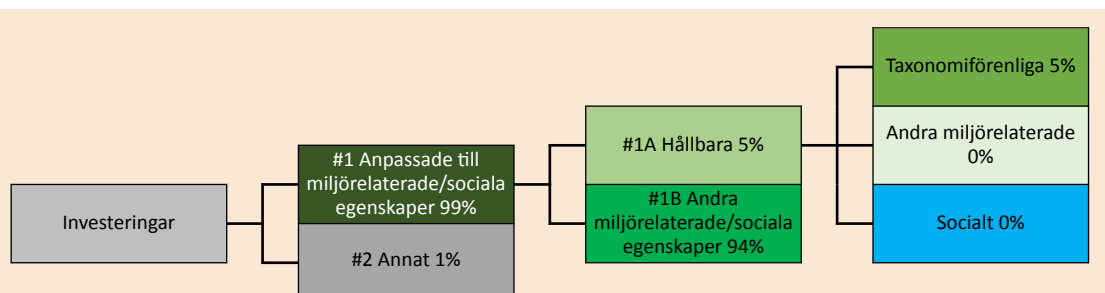 Investeringar
#1 Anpassade till
miljörelaterade/sociala
egenskaper 99%
#2 Annat 1%
#1A Hållbara 5%
#1B Andra
miljörelaterade/sociala
egenskaper 94%
Taxonomiförenliga 5%
Andra miljörelaterade
0%
Socialt 0%